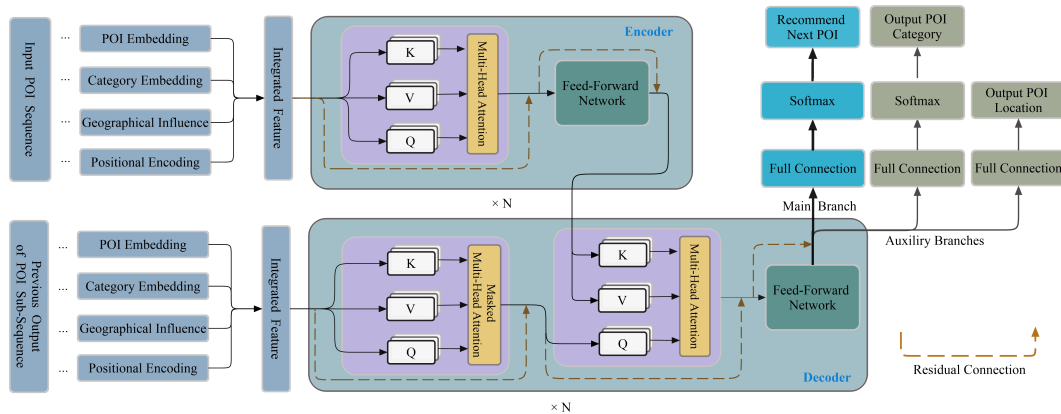 Input POI Sequence
...
POI Embedding
...
Category Embedding
...
Geographical Influence
...
Positional Encoding
Integrated Feature
K
V
Q
Multi-Head Attention
Feed-Forward
Network
Encoder
× N
Previous Output
of POI Sub-Sequence
...
POI Embedding
...
Category Embedding
...
Geographical Influence
...
Positional Encoding
Integrated Feature
K
V
Q
Masked
Multi-Head Attention
K
V
Q
Multi-Head Attention
Feed-Forward
Network
Decoder
× N
Recommend
Next POI
Softmax
Full Connection
Main Branch
Output POI
Category
Softmax
Full Connection
Output POI
Location
Full Connection
Auxiliry Branches
Residual Connection